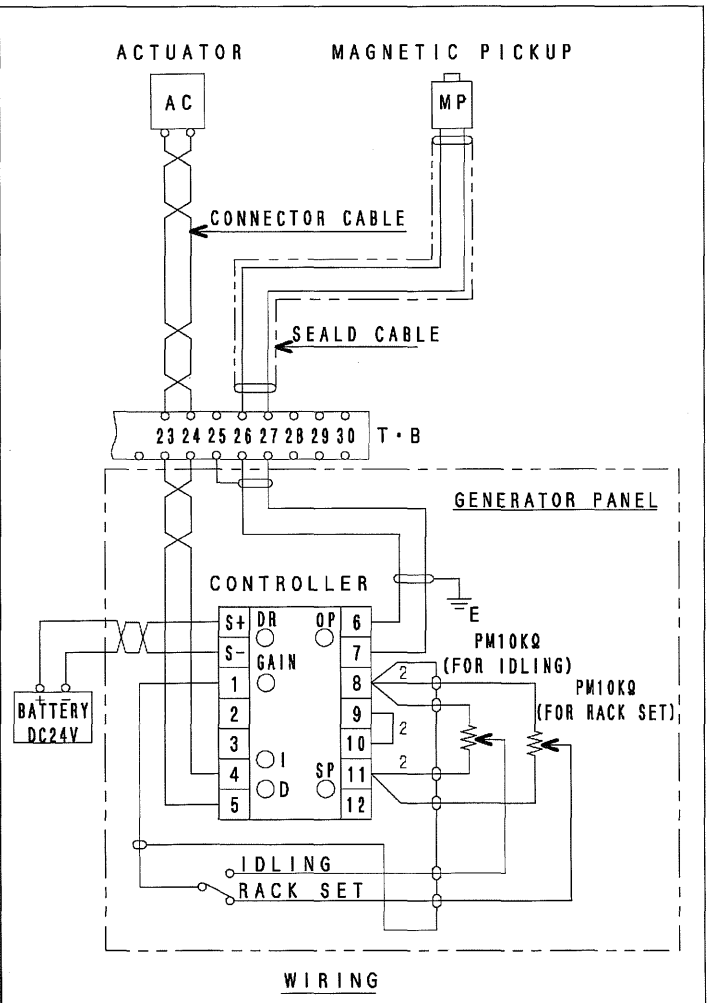 ACTUATOR
MAGNETIC PICKUP
AC
MP
CONNECTOR CABLE
SEALD CABLE
23 24 25 26 27 28 29 30
T・B
GENERATOR PANEL
CONTROLLER
E
S+ DR OP 6
S- 7
GAIN
1 8
2 9
3 10
4 I 11
5 D SP 12
PM10KΩ
(FOR IDLING)
PM10KΩ
(FOR RACK SET)
2
2
2
+ -
BATTERY
DC24V
IDLING
RACK SET
WIRING